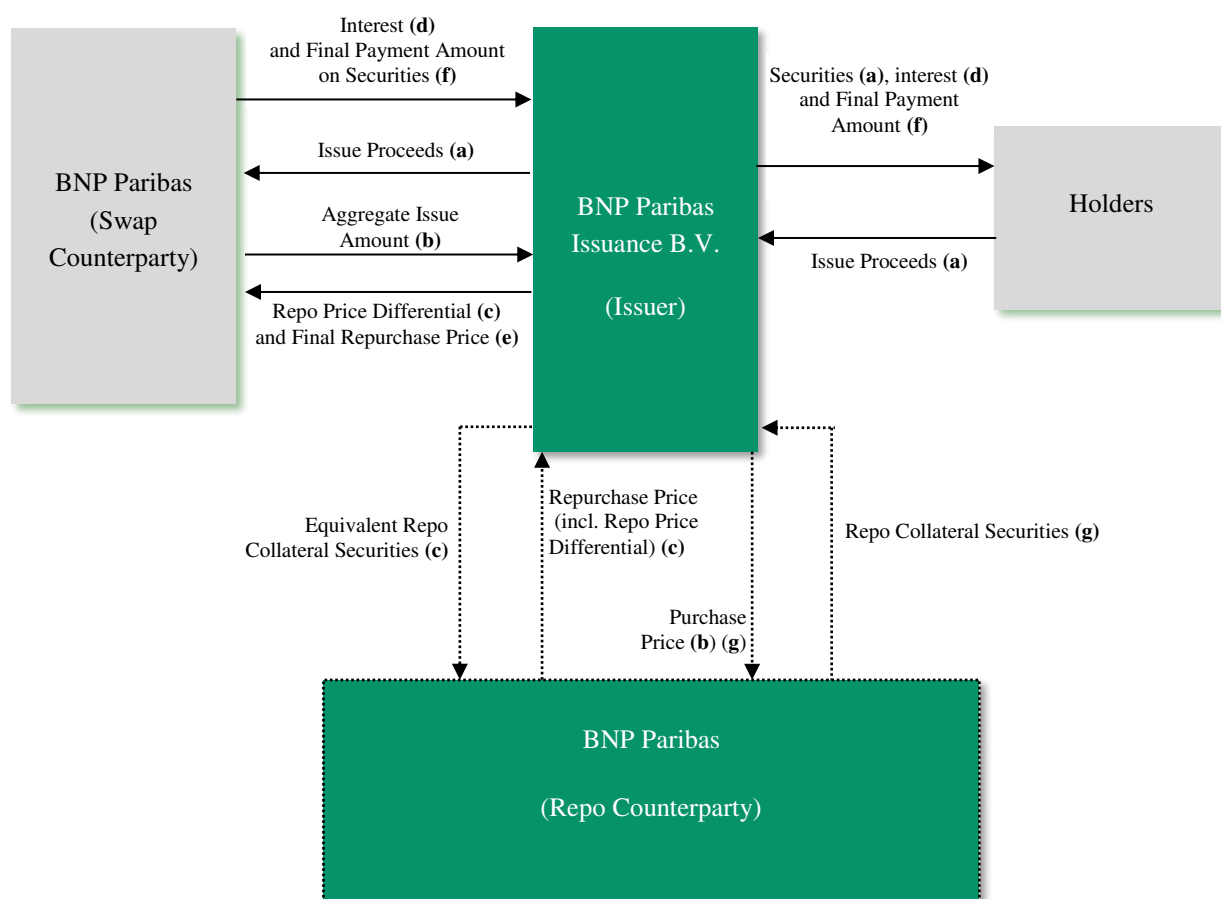 Interest (d)
and Final Payment Amount
on Securities (f)
Issue Proceeds (a)
Aggregate Issue
Amount (b)
Repo Price Differential (c)
and Final Repurchase Price (e)
BNP Paribas
(Swap
Counterparty)
BNP Paribas
Issuance B.V.
(Issuer)
Securities (a), interest (d)
and Final Payment
Amount (f)
Issue Proceeds (a)
Holders
Equivalent Repo
Collateral Securities (c)
Repurchase Price
(incl. Repo Price
Differential) (c)
Purchase
Price (b) (g)
Repo Collateral Securities (g)
BNP Paribas
(Repo Counterparty)